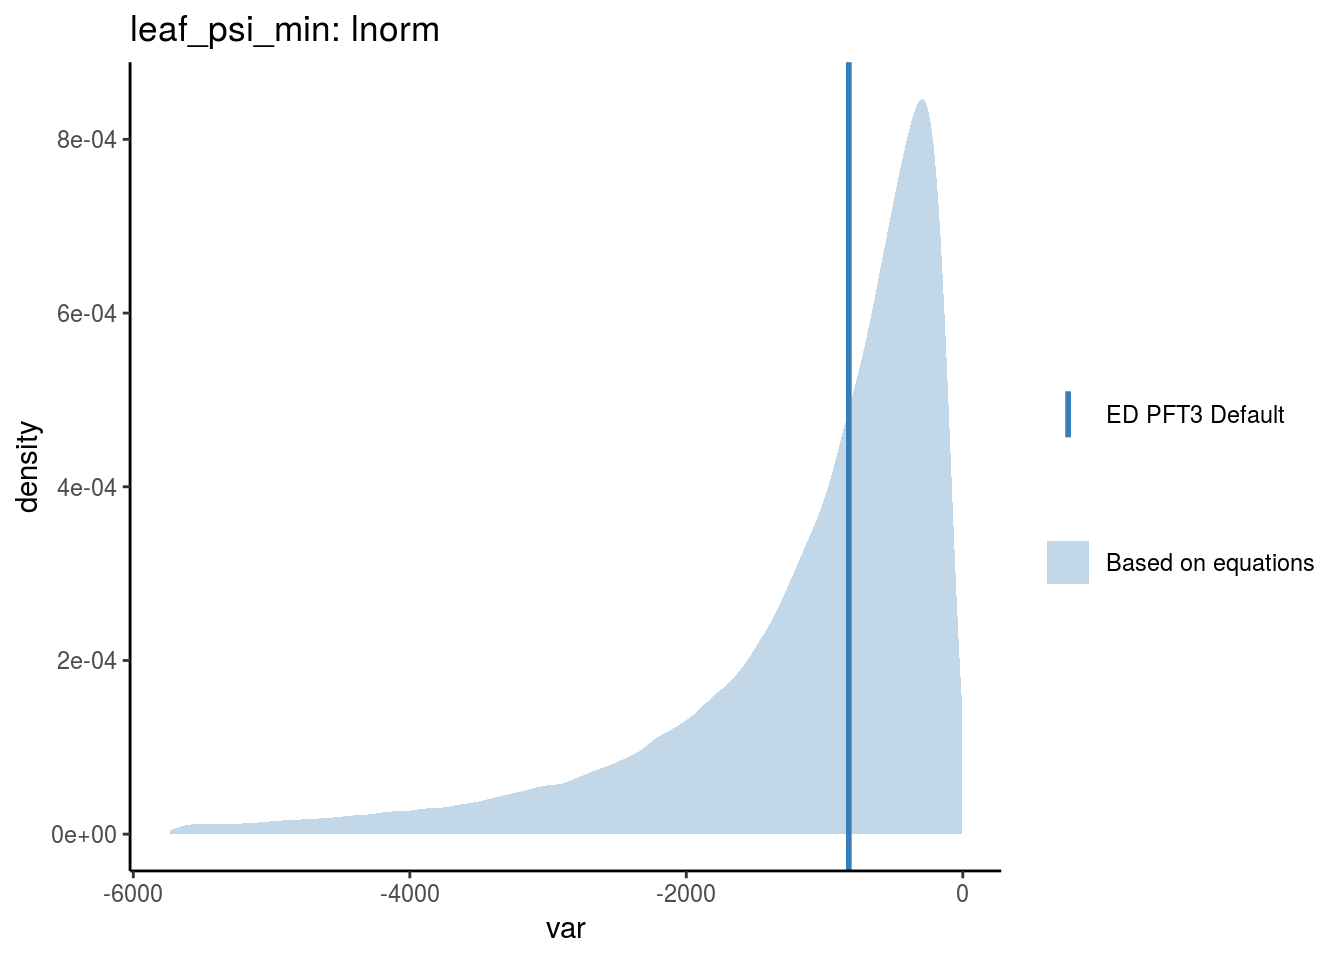 leaf_psi_min: lnorm
8e-04
6e-04
4e-04
2e-04
0e+00
density
-6000
-4000
-2000
0
var
ED PFT3 Default
Based on equations